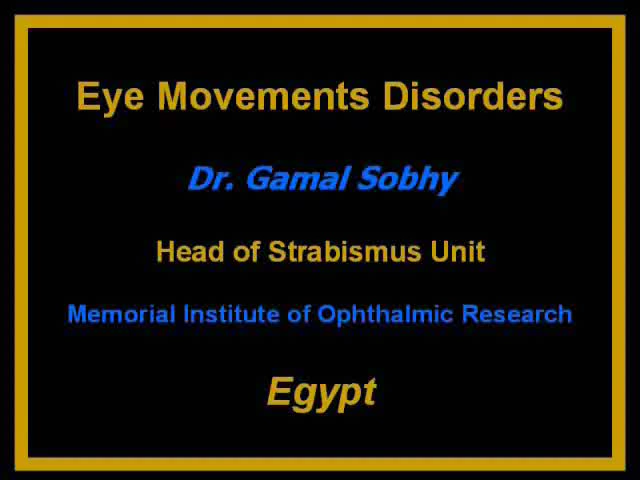 Eye Movements Disorders
Dr. Gamal Sobhy
Head of Strabismus Unit
Memorial Institute of Ophthalmic Research
Egypt